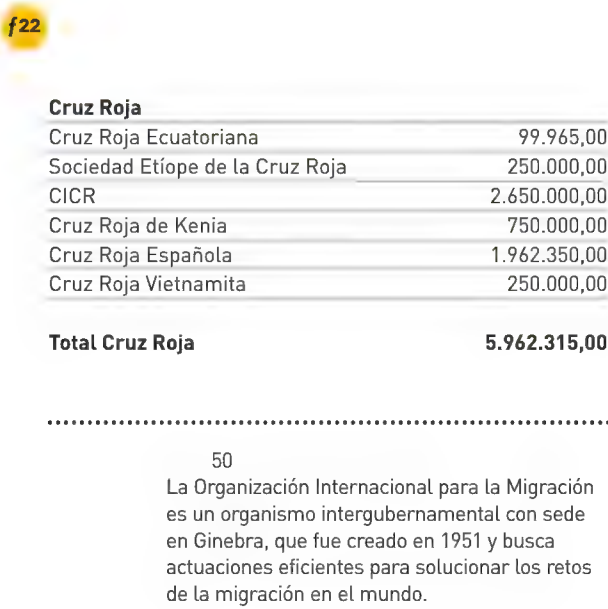 f22
Cruz Roja
Cruz Roja Ecuatoriana 99.965,00
Sociedad Etíope de la Cruz Roja 250.000,00
CICR 2.650.000,00
Cruz Roja de Kenia 750.000,00
Cruz Roja Española 1.962.350,00
Cruz Roja Vietnamita 250.000,00
Total Cruz Roja 5.962.315,00
50
La Organización Internacional para la Migración
es un organismo intergubernamental con sede
en Ginebra, que fue creado en 1951 y busca
actuaciones eficientes para solucionar los retos
de la migración en el mundo.